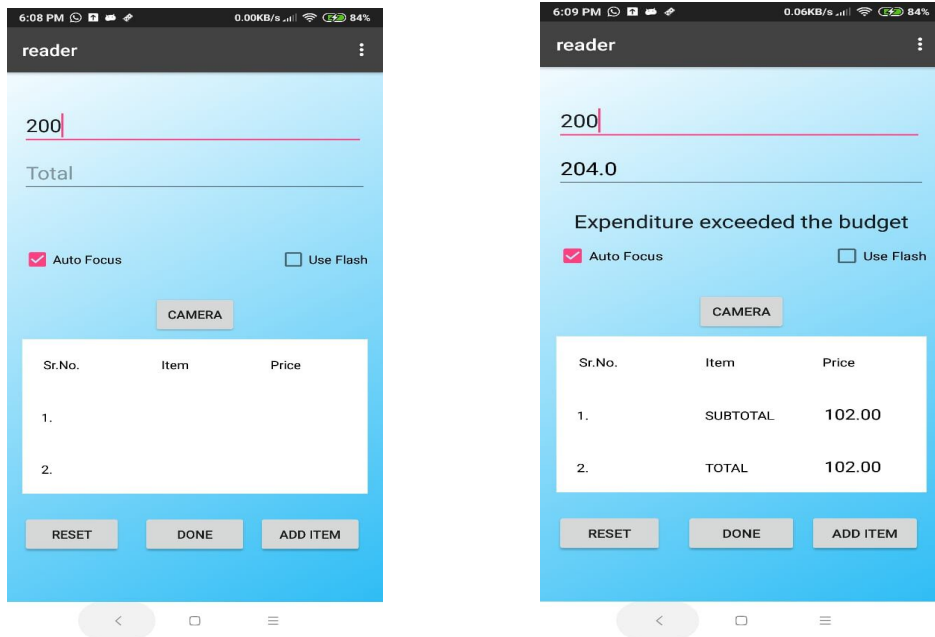 6:08 PM 0.00KB/s 84%
reader
200
Total
Auto Focus Use Flash
CAMERA
Sr.No. Item Price
1.
2.
RESET DONE ADD ITEM
6:09 PM 0.06KB/s 84%
reader
200
204.0
Expenditure exceeded the budget
Auto Focus Use Flash
CAMERA
Sr.No. Item Price
1. SUBTOTAL 102.00
2. TOTAL 102.00
RESET DONE ADD ITEM